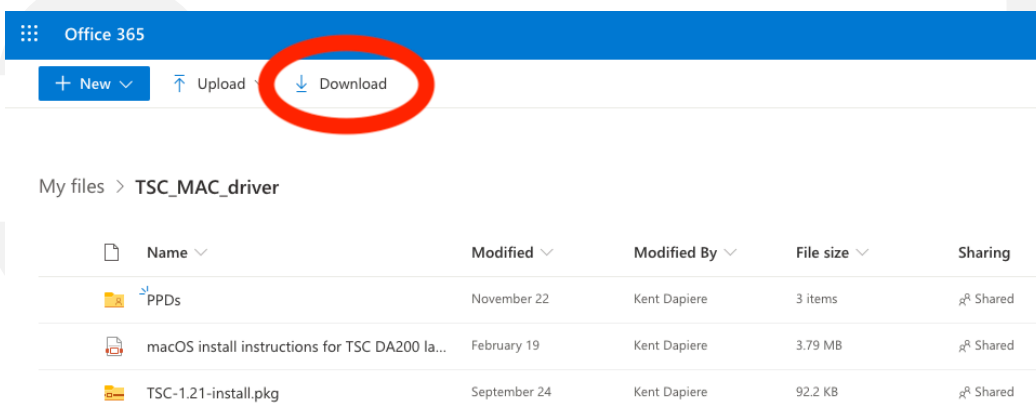 Office 365
New Upload Download
My files > TSC_MAC_driver
Name Modified Modified By File size Sharing
PPDs November 22 Kent Dapiere 3 items Shared
macOS install instructions for TSC DA200 la... February 19 Kent Dapiere 3.79 MB Shared
TSC-1.21-install.pkg September 24 Kent Dapiere 92.2 KB Shared